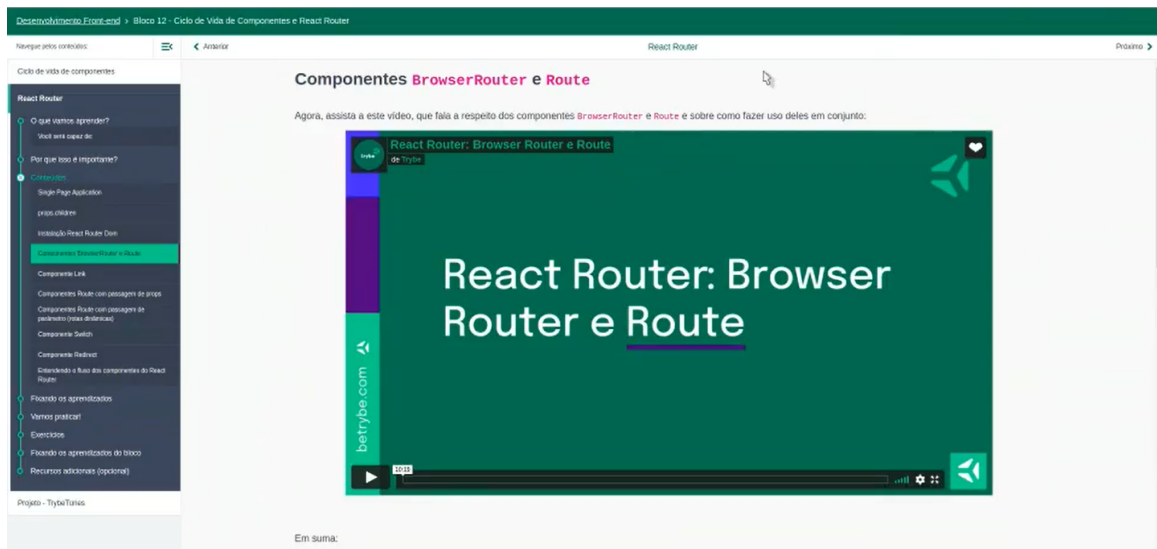 Desenvolvimento Front-end › Bloco 12 - Ciclo de Vida de Componentes e React Router
Navegue pelos conteúdos:
Anterior
React Router
Próximo
Ciclo de vida de componentes
React Router
O que vamos aprender?
Você será capaz de:
Por que isso é importante?
Conteúdos
Single Page Application
props.children
Instalação React Router Dom
Componentes BrowserRouter e Route
Componente Link
Componentes Route com passagem de props
Componentes Route com passagem de
parâmetro (rotas dinâmicas)
Componente Switch
Componente Redirect
Entendendo o fluxo dos componentes do React
Router
Fixando os aprendizados
Vamos praticar!
Exercícios
Fixando os aprendizados do bloco
Recursos adicionais (opcional)
Projeto - TrybeTunes
Componentes BrowserRouter e Route
Agora, assista a este vídeo, que fala a respeito dos componentes BrowserRouter e Route e sobre como fazer uso deles em conjunto:
trybe
React Router: Browser Router e Route
de Trybe
React Router: Browser
Router e Route
betrybe.com
10:19
Em suma: